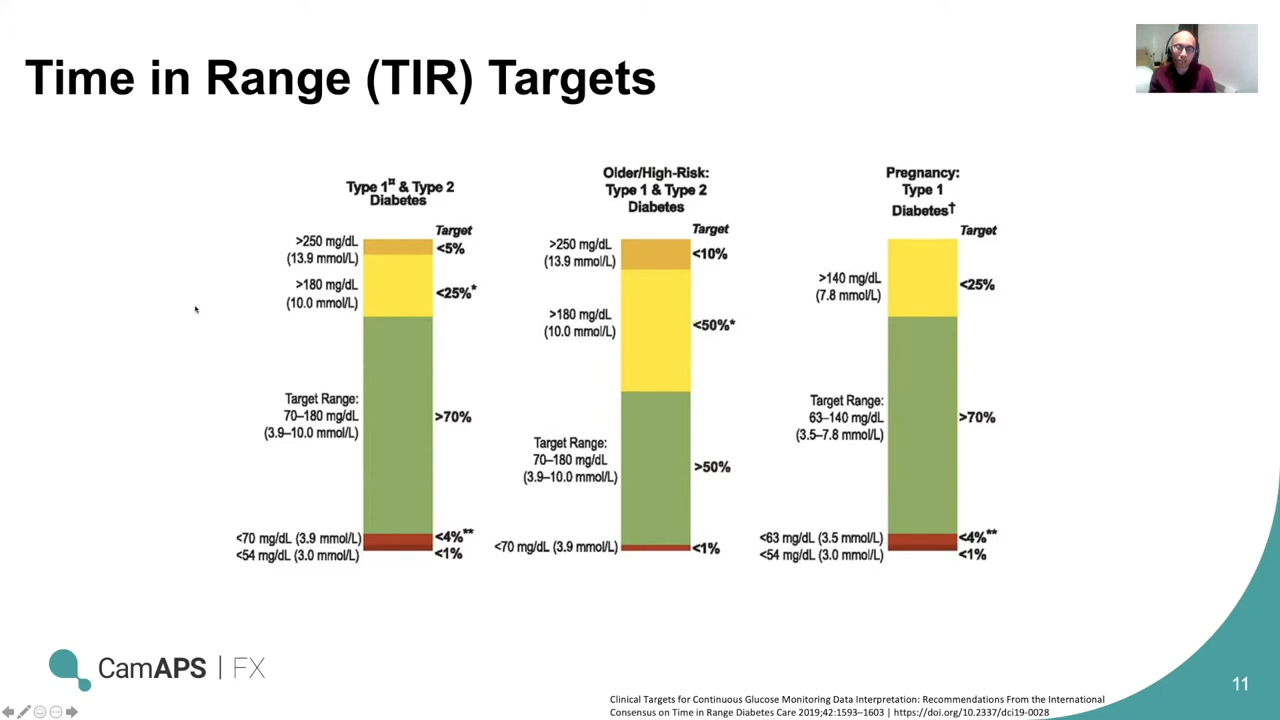 Time in Range (TIR) Targets
Type 1¤ & Type 2
Diabetes
Target
>250 mg/dL
(13.9 mmol/L)
<5%
>180 mg/dL
(10.0 mmol/L)
<25%*
Target Range:
70–180 mg/dL
(3.9–10.0 mmol/L)
>70%
<70 mg/dL (3.9 mmol/L)
<4%**
<54 mg/dL (3.0 mmol/L)
<1%
Older/High-Risk:
Type 1 & Type 2
Diabetes
Target
>250 mg/dL
(13.9 mmol/L)
<10%
>180 mg/dL
(10.0 mmol/L)
<50%*
Target Range:
70–180 mg/dL
(3.9–10.0 mmol/L)
>50%
<70 mg/dL (3.9 mmol/L)
<1%
Pregnancy:
Type 1
Diabetes†
Target
>140 mg/dL
(7.8 mmol/L)
<25%
Target Range:
63–140 mg/dL
(3.5–7.8 mmol/L)
>70%
<63 mg/dL (3.5 mmol/L)
<4%**
<54 mg/dL (3.0 mmol/L)
<1%
CamAPS | FX
11
Clinical Targets for Continuous Glucose Monitoring Data Interpretation: Recommendations From the International
Consensus on Time in Range Diabetes Care 2019;42:1593–1603 | https://doi.org/10.2337/dci19-0028